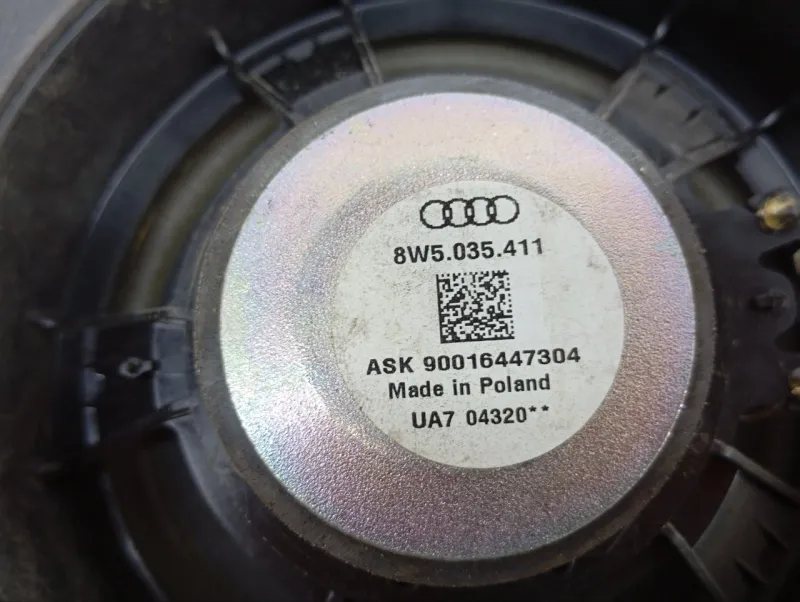 8W5.035.411
ASK 90016447304
Made in Poland
UA7 04320**